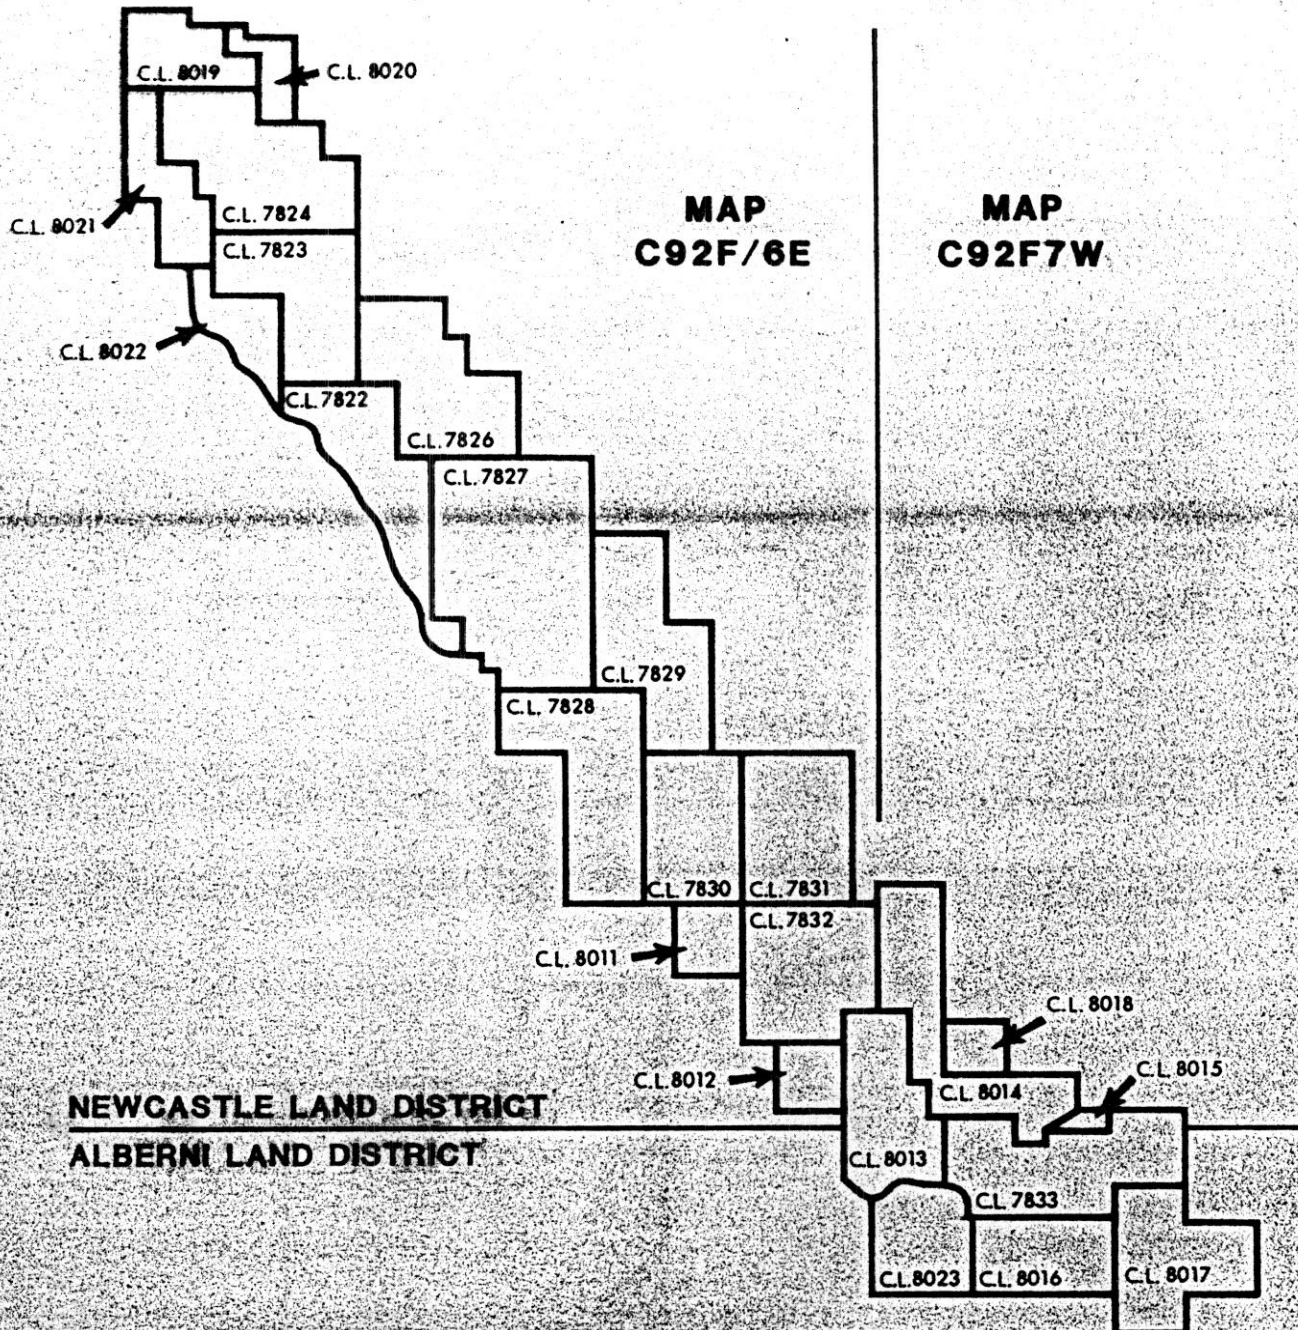 C.L. 8019
C.L. 8020
C.L. 8021
C.L. 7824
C.L. 7823
MAP
C92F/6E
MAP
C92F7W
C.L. 8022
C.L. 7822
C.L. 7826
C.L. 7827
C.L. 7829
C.L. 7828
C.L. 7830
C.L. 7831
C.L. 7832
C.L. 8011
C.L. 8018
C.L. 8012
C.L. 8014
C.L. 8015
NEWCASTLE LAND DISTRICT
ALBERNI LAND DISTRICT
C.L. 8013
C.L. 7833
C.L. 8023
C.L. 8016
C.L. 8017